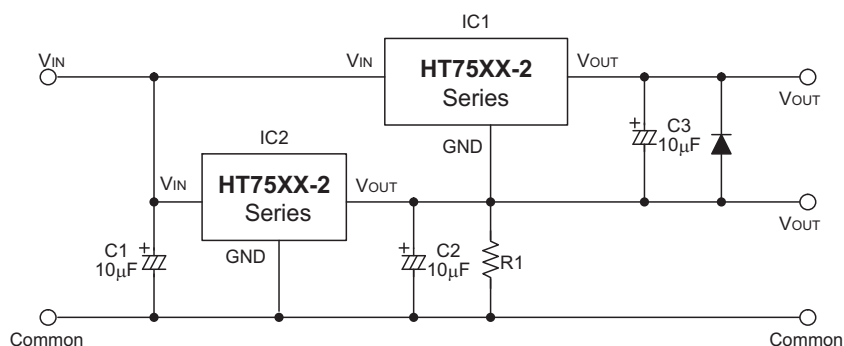 IC1
VIN
VIN
HT75XX-2
Series
VOUT
VOUT
GND
C3
10μF
IC2
VIN
HT75XX-2
Series
VOUT
VOUT
GND
C1
10μF
C2
10μF
R1
Common
Common
+
+
+